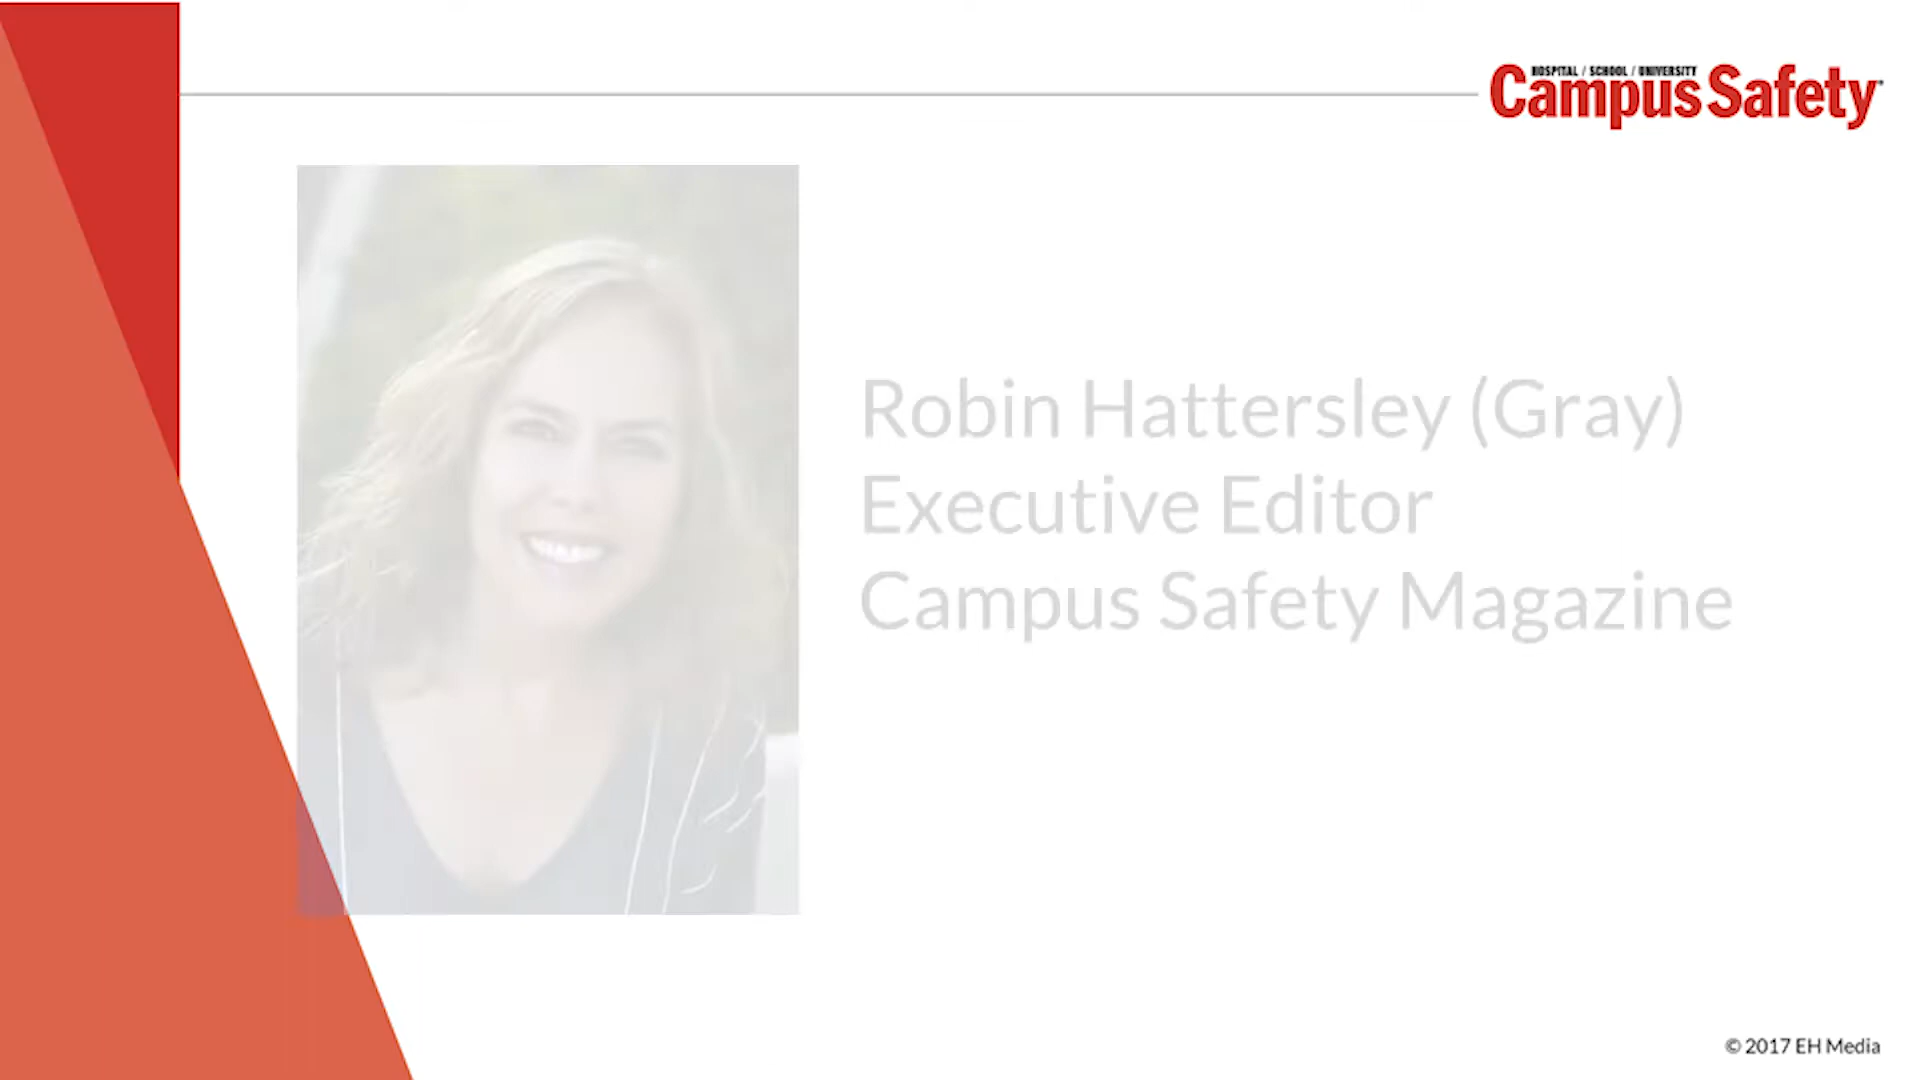 HOSPITAL / SCHOOL / UNIVERSITY
Campus Safety
Robin Hattersley (Gray)
Executive Editor
Campus Safety Magazine
© 2017 EH Media